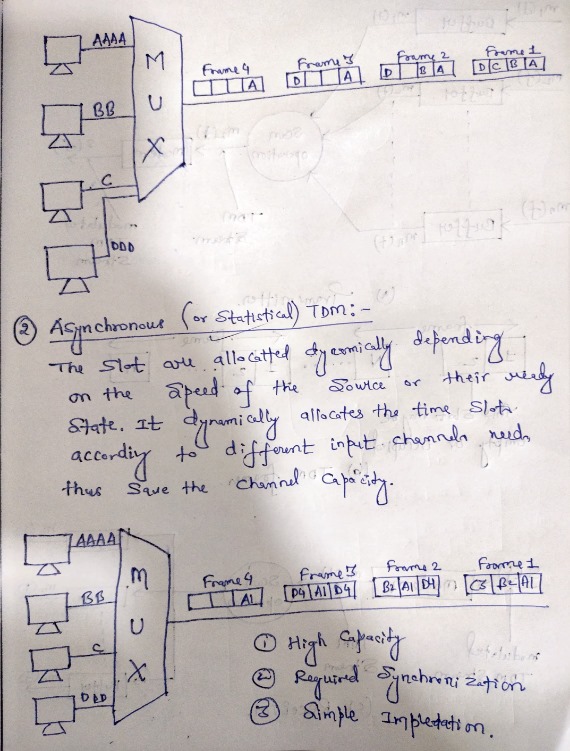 AAAA
BB
C
DDD
M
U
X
Frame 4 Frame 3 Frame 2 Frame 1
A D A D B A D C B A
② Asynchronous (or Statistical) TDM:-
The Slot are allocatted dynamically depending
on the Speed of the Source or their ready
State. It dynamically allocates the time Slots
according to different input channels needs
thus Save the channel Capacity.
AAAA
BB
C
DDD
M
U
X
Frame 4 Frame 3 Frame 2 Frame 1
A1 D4 A1 D4 B2 A1 D4 C3 B2 A1
① High Capacity
② Required Synchronization
③ Simple Impletation.